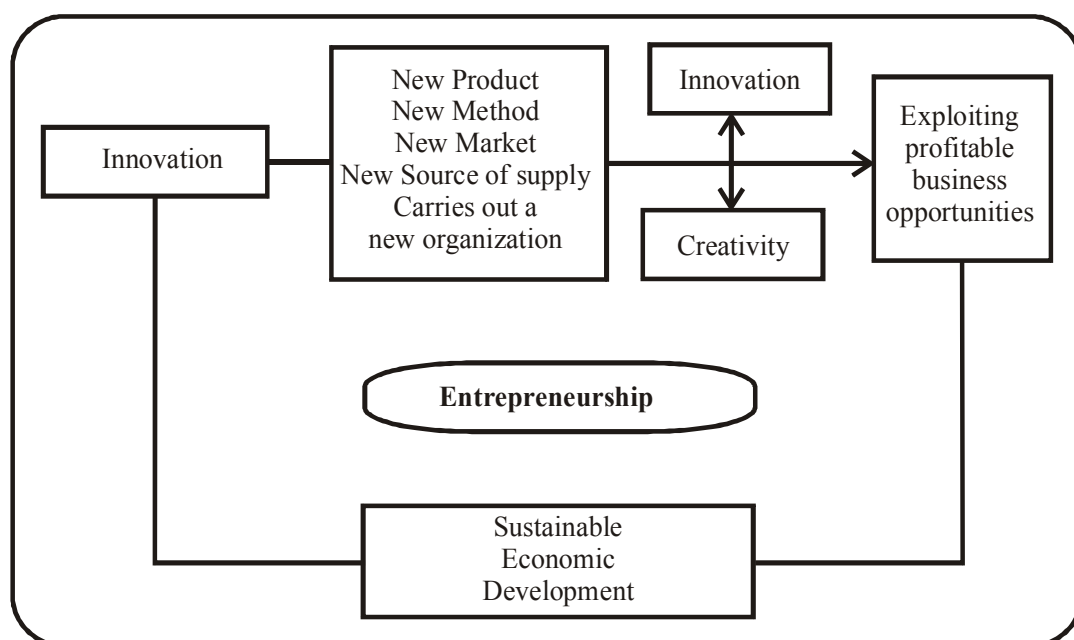 Innovation
New Product
New Method
New Market
New Source of supply
Carries out a
new organization
Innovation
Creativity
Exploiting
profitable
business
opportunities
Entrepreneurship
Sustainable
Economic
Development